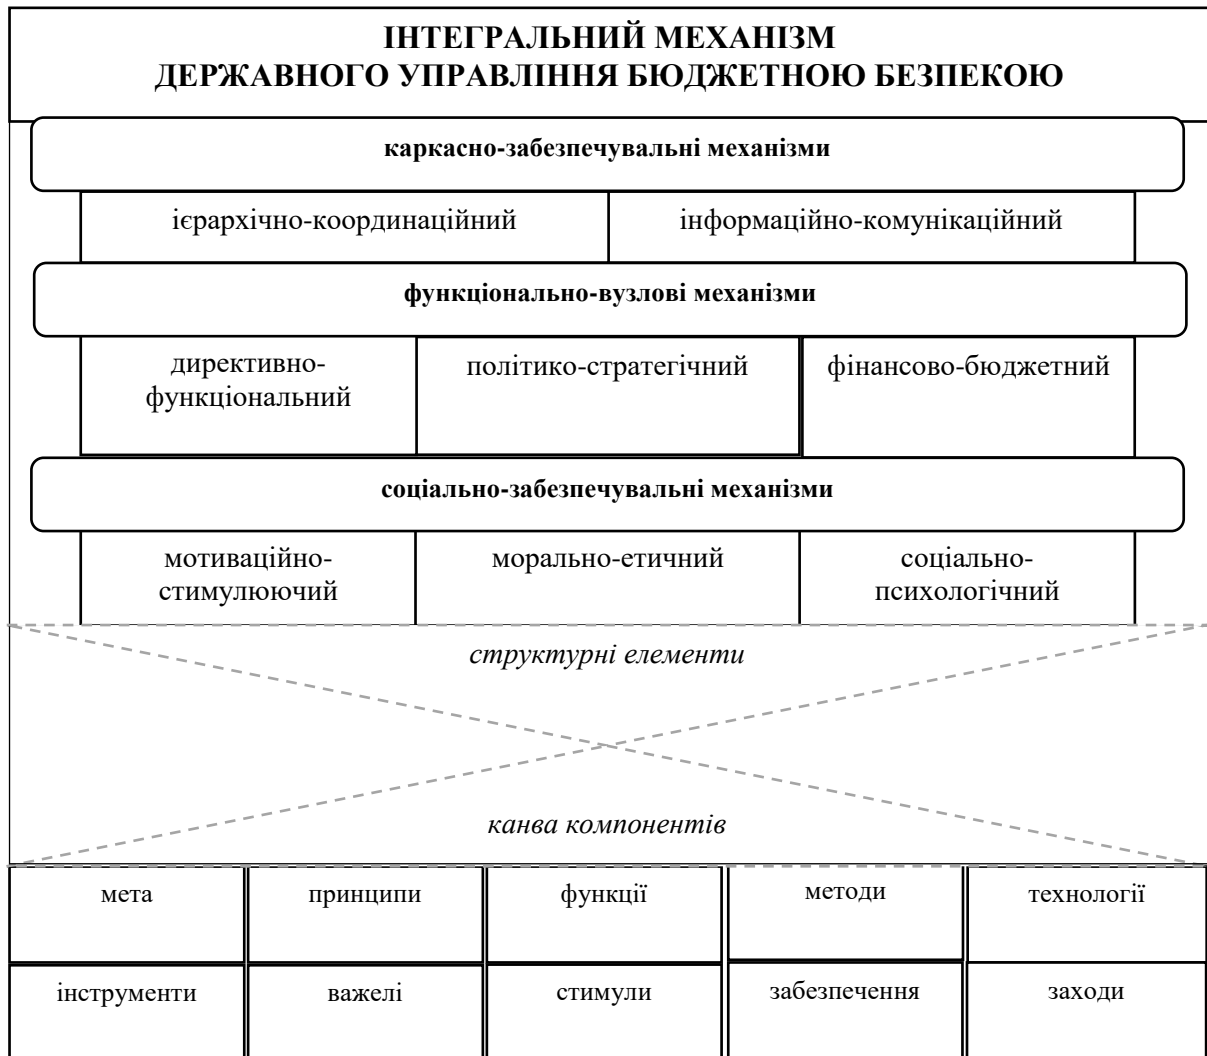 ІНТЕГРАЛЬНИЙ МЕХАНІЗМ
ДЕРЖАВНОГО УПРАВЛІННЯ БЮДЖЕТНОЮ БЕЗПЕКОЮ
каркасно-забезпечувальні механізми
ієрархічно-координаційний
інформаційно-комунікаційний
функціонально-вузлові механізми
директивно-
функціональний
політико-стратегічний
фінансово-бюджетний
соціально-забезпечувальні механізми
мотиваційно-
стимулюючий
морально-етичний
соціально-
психологічний
структурні елементи
канва компонентів
мета
принципи
функції
методи
технології
інструменти
важелі
стимули
забезпечення
заходи